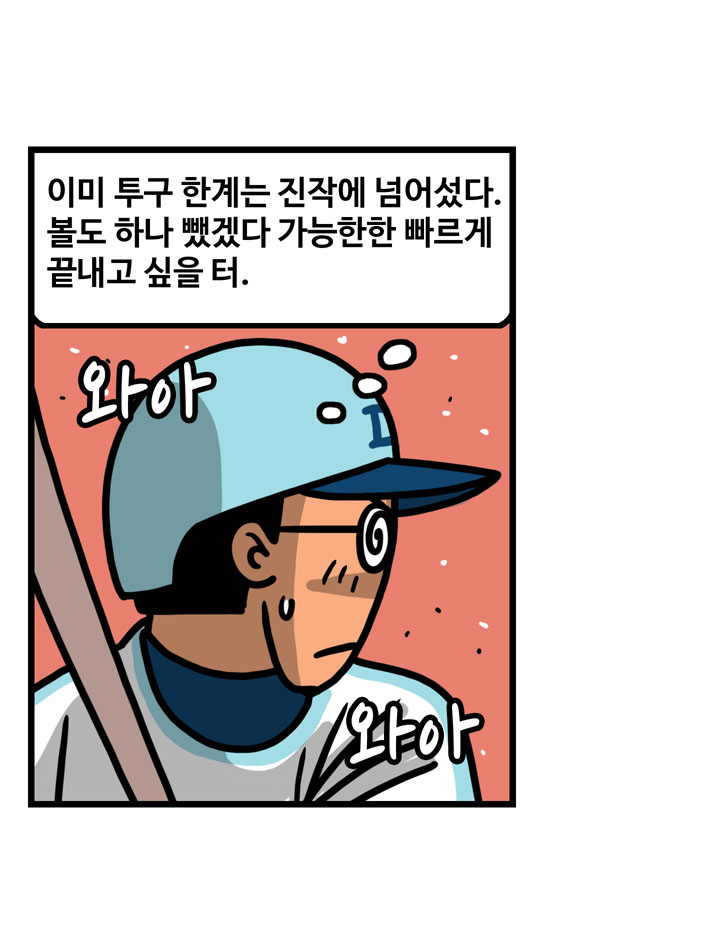 이미 투구 한계는 진작에 넘어섰다.
볼도 하나 뺐겠다 가능한한 빠르게
끝내고 싶을 터.
와아
와아